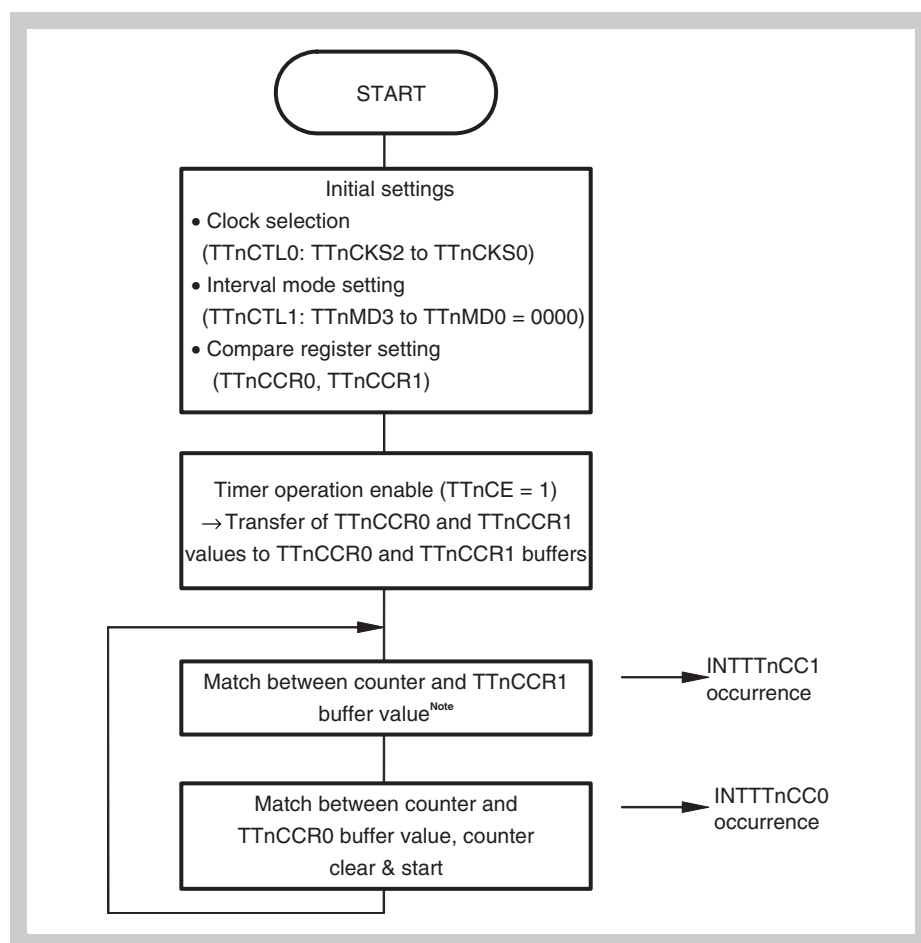 START
Initial settings
• Clock selection
(TTnCTL0: TTnCKS2 to TTnCKS0)
• Interval mode setting
(TTnCTL1: TTnMD3 to TTnMD0 = 0000)
• Compare register setting
(TTnCCR0, TTnCCR1)
Timer operation enable (TTnCE = 1)
→Transfer of TTnCCR0 and TTnCCR1
values to TTnCCR0 and TTnCCR1 buffers
Match between counter and TTnCCR1
buffer value Note
INTTTnCC1
occurrence
Match between counter and
TTnCCR0 buffer value, counter
clear & start
INTTTnCC0
occurrence